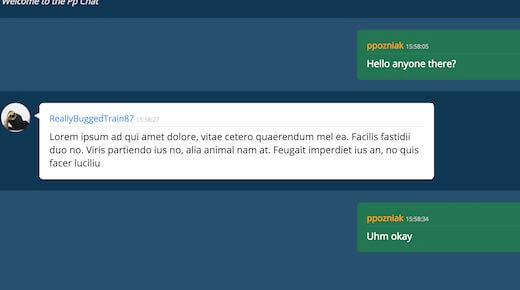 Welcome to the Pp Chat
ppozniak 15:58:05
Hello anyone there?
ReallyBuggedTrain87 15:58:27
Lorem ipsum ad qui amet dolore, vitae cetero quaerendum mel ea. Facilis fastidii
duo no. Viris partiendo ius no, alia animal nam at. Feugait imperdiet ius an, no quis
facer luciliu
ppozniak 15:58:34
Uhm okay